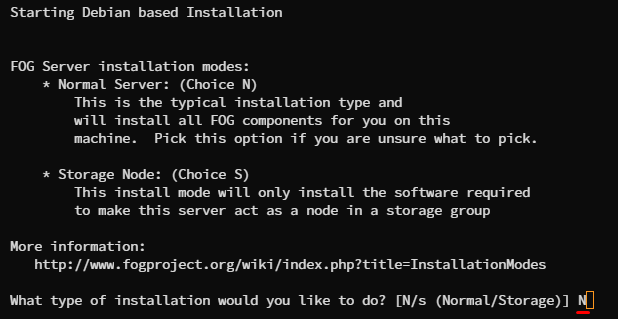 Starting Debian based Installation
FOG Server installation modes:
* Normal Server: (Choice N)
This is the typical installation type and
will install all FOG components for you on this
machine.  Pick this option if you are unsure what to pick.
* Storage Node: (Choice S)
This install mode will only install the software required
to make this server act as a node in a storage group
More information:
http://www.fogproject.org/wiki/index.php?title=InstallationModes
What type of installation would you like to do? [N/s (Normal/Storage)] N